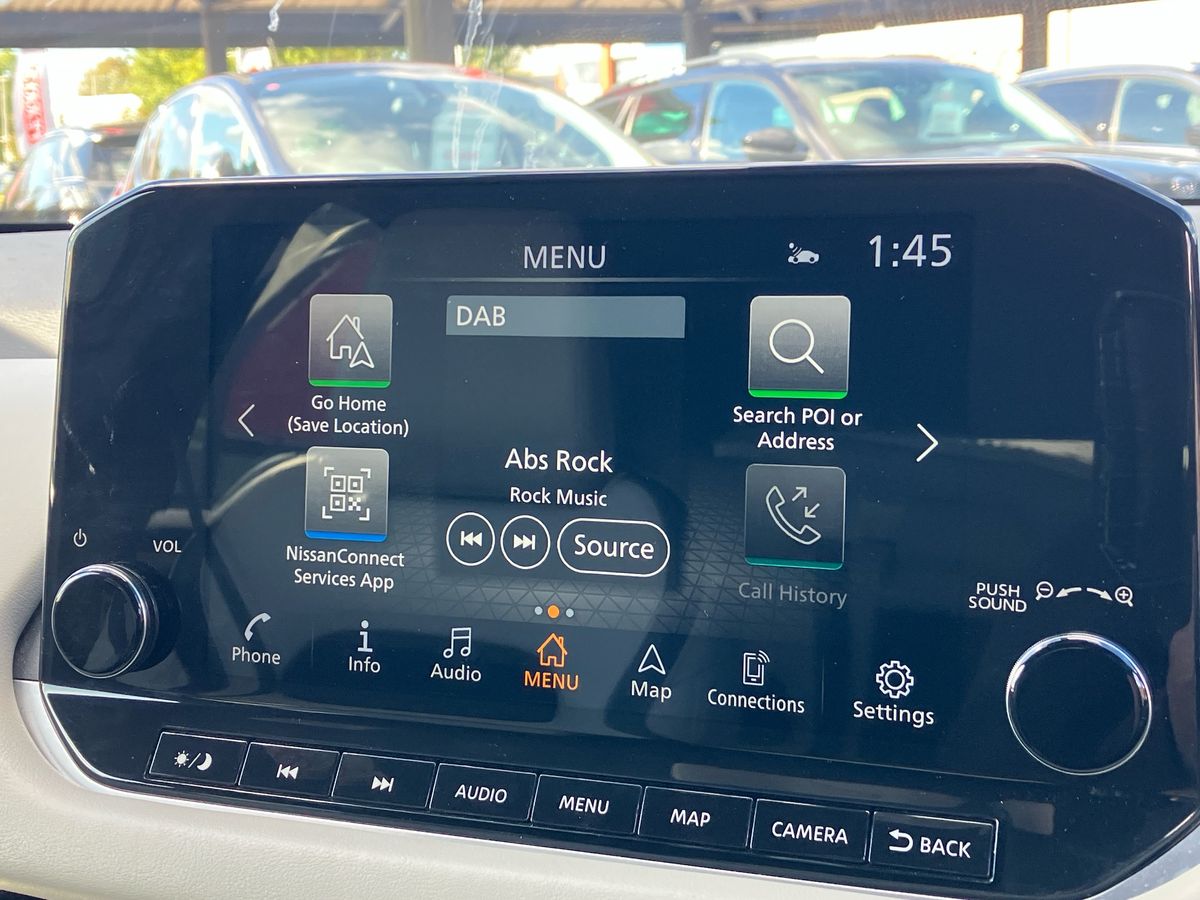 MENU
1:45
DAB
Go Home
(Save Location)
Search POI or
Address
Abs Rock
Rock Music
Source
NissanConnect
Services App
Call History
VOL
PUSH
SOUND
Phone
Info
Audio
MENU
Map
Connections
Settings
AUDIO
MENU
MAP
CAMERA
BACK